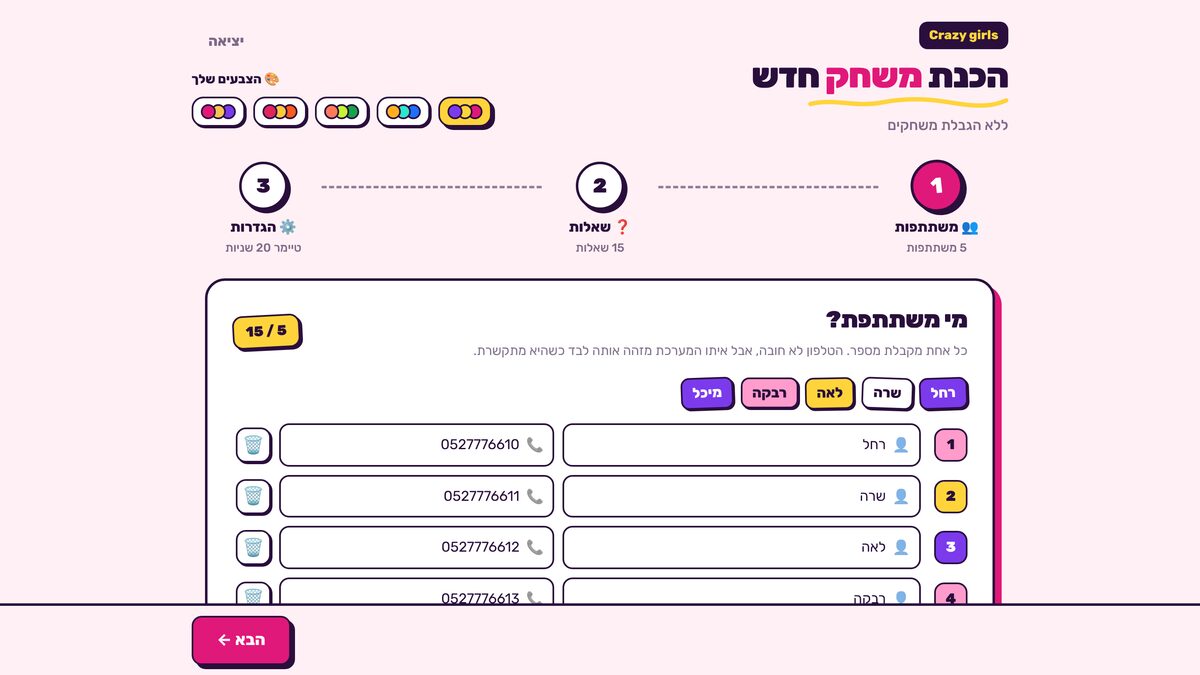 Crazy girls
הכנת משחק חדש
ללא הגבלת משחקים
יציאה
הצבעים שלך
1
משתתפות
5 משתתפות
2
שאלות
15 שאלות
3
הגדרות
טיימר 20 שניות
מי משתתפת?
כל אחת מקבלת מספר. הטלפון לא חובה, אבל איתו המערכת מזהה אותה לבד כשהיא מתקשרת.
15 / 5
רחל שרה לאה רבקה מיכל
1 רחל 0527776610
2 שרה 0527776611
3 לאה 0527776612
4 רבקה 0527776613
הבא ←